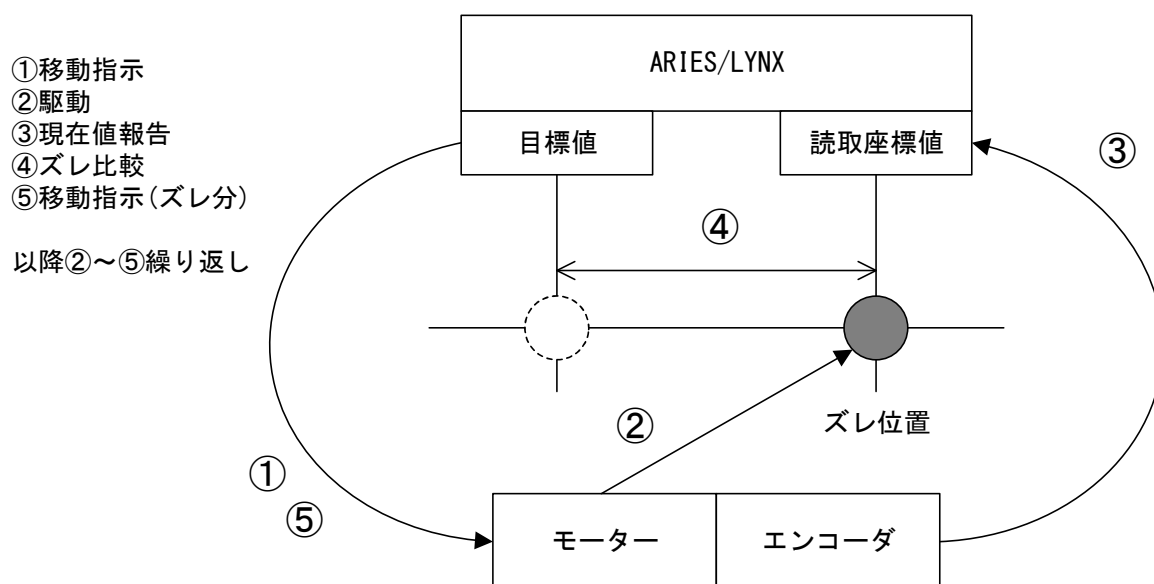 ARIES/LYNX
①移動指示
②駆動
③現在値報告
④ズレ比較
⑤移動指示(ズレ分)
以降②~⑤繰り返し
目標値
読取座標値
③
④
②
ズレ位置
①
⑤
モーター
エンコーダ